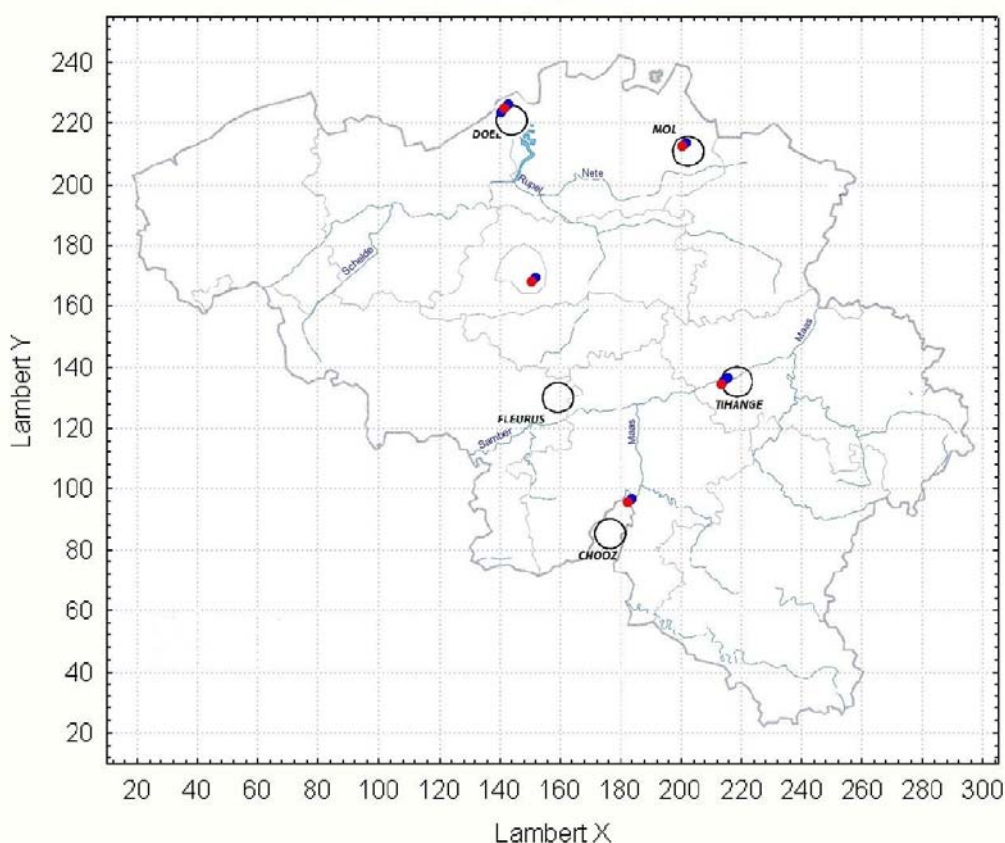 240
220
200
180
160
140
120
100
80
60
40
20
Lambert Y
DOEL
MOL
Rupel
Nete
Schelde
Maas
FLEURUS
TIHANGE
Samber
Maas
CHOOZ
20 40 60 80 100 120 140 160 180 200 220 240 260 280 300
Lambert X